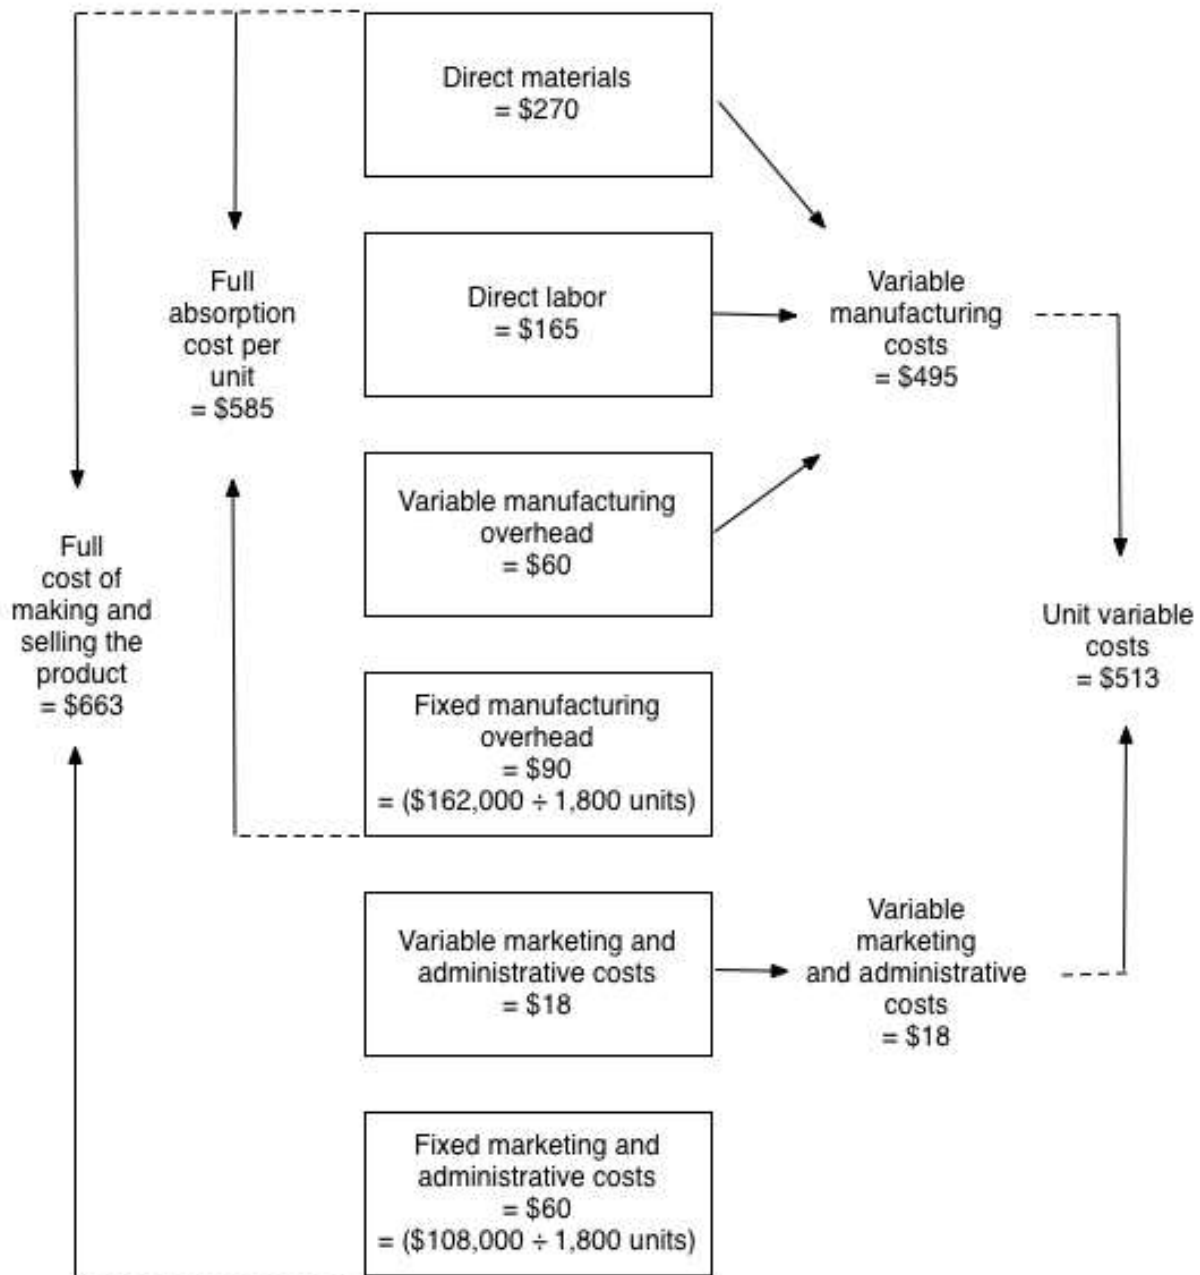 Direct materials
= $270
Full
absorption
cost per
unit
= $585
Direct labor
= $165
Variable
manufacturing
costs
= $495
Variable manufacturing
overhead
= $60
Full
cost of
making and
selling the
product
= $663
Unit variable
costs
= $513
Fixed manufacturing
overhead
= $90
= ($162,000 ÷ 1,800 units)
Variable marketing and
administrative costs
= $18
Variable
marketing
and administrative
costs
= $18
Fixed marketing and
administrative costs
= $60
= ($108,000 ÷ 1,800 units)